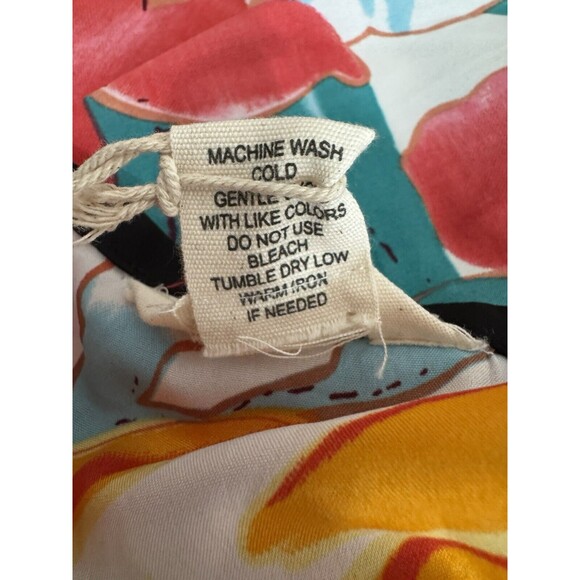 MACHINE WASH
COLD
GENTLE
WITH LIKE COLORS
DO NOT USE
BLEACH
TUMBLE DRY LOW
WARM IRON
IF NEEDED